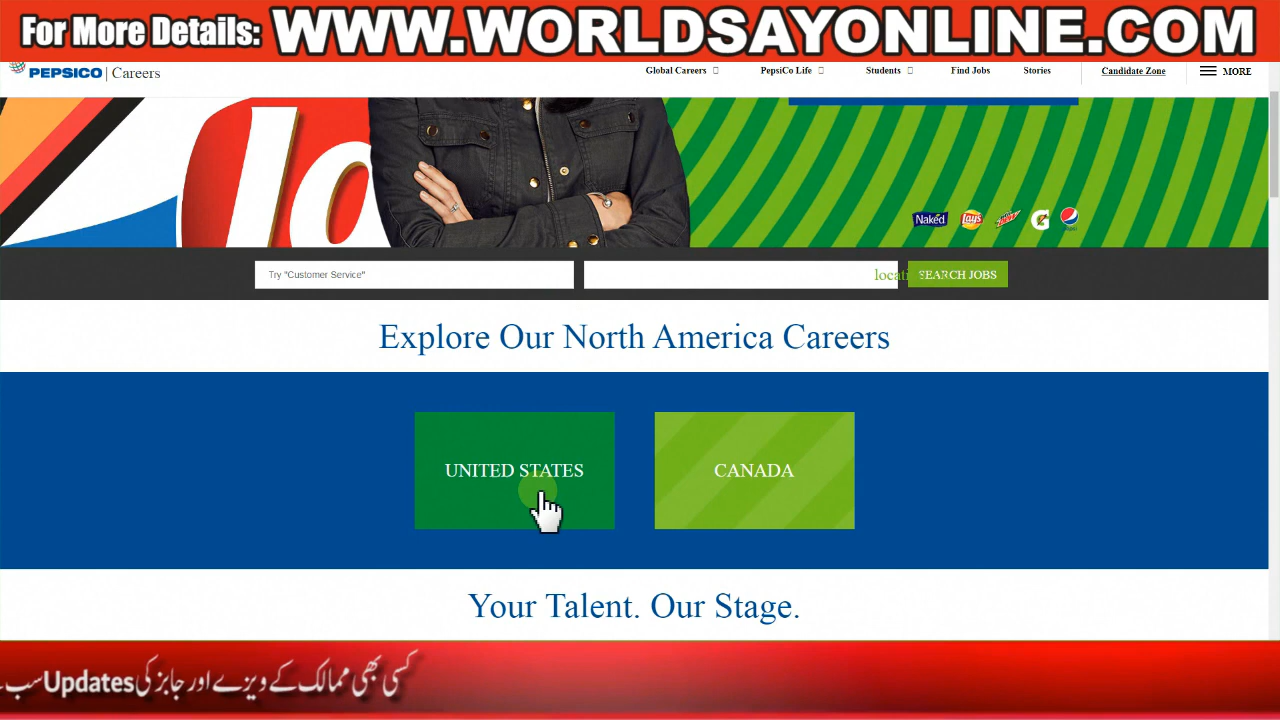 For More Details: WWW.WORLDSAYONLINE.COM
PEPSICO | Careers
Global Careers PepsiCo Life Students Find Jobs Stories Candidate Zone MORE
Naked Lay's G pepsi
Try "Customer Service" locati SEARCH JOBS
Explore Our North America Careers
UNITED STATES CANADA
Your Talent. Our Stage.
کسی بھی ممالک کے ویزے اور جابز کی Updates سب